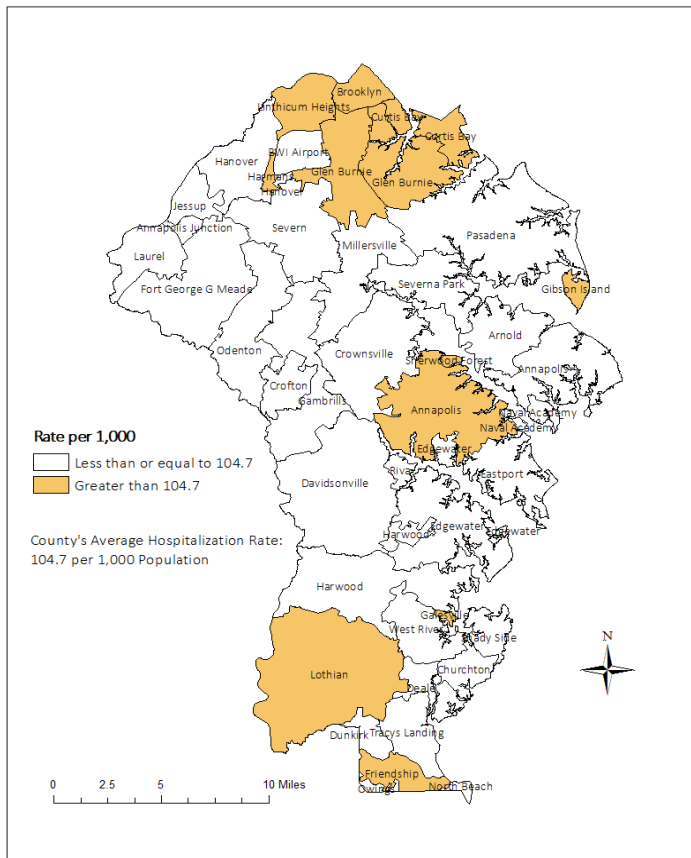 Brooklyn
Linthicum Heights
Curtis Bay
Curtis Bay
BWI Airport
Hanover
Glen Burnie
Harmans
Glen Burnie
Hanover
Jessup
Annapolis Junction
Severn
Pasadena
Millersville
Laurel
Severna Park
Fort George G Meade
Gibson Island
Arnold
Odenton
Crownsville
Sherwood Forest
Annapolis
Crofton
Gambrills
Annapolis
Naval Academy
Naval Academy
Rate per 1,000
Edgewater
Less than or equal to 104.7
Riva
Eastport
Greater than 104.7
Davidsonville
Edgewater
Edgewater
Harwood
County's Average Hospitalization Rate:
104.7 per 1,000 Population
Harwood
Galesville
West River
Shady Side
N
Churchton
Lothian
Deale
Dunkirk
Tracys Landing
Friendship
Owings
North Beach
0 2.5 5 10 Miles